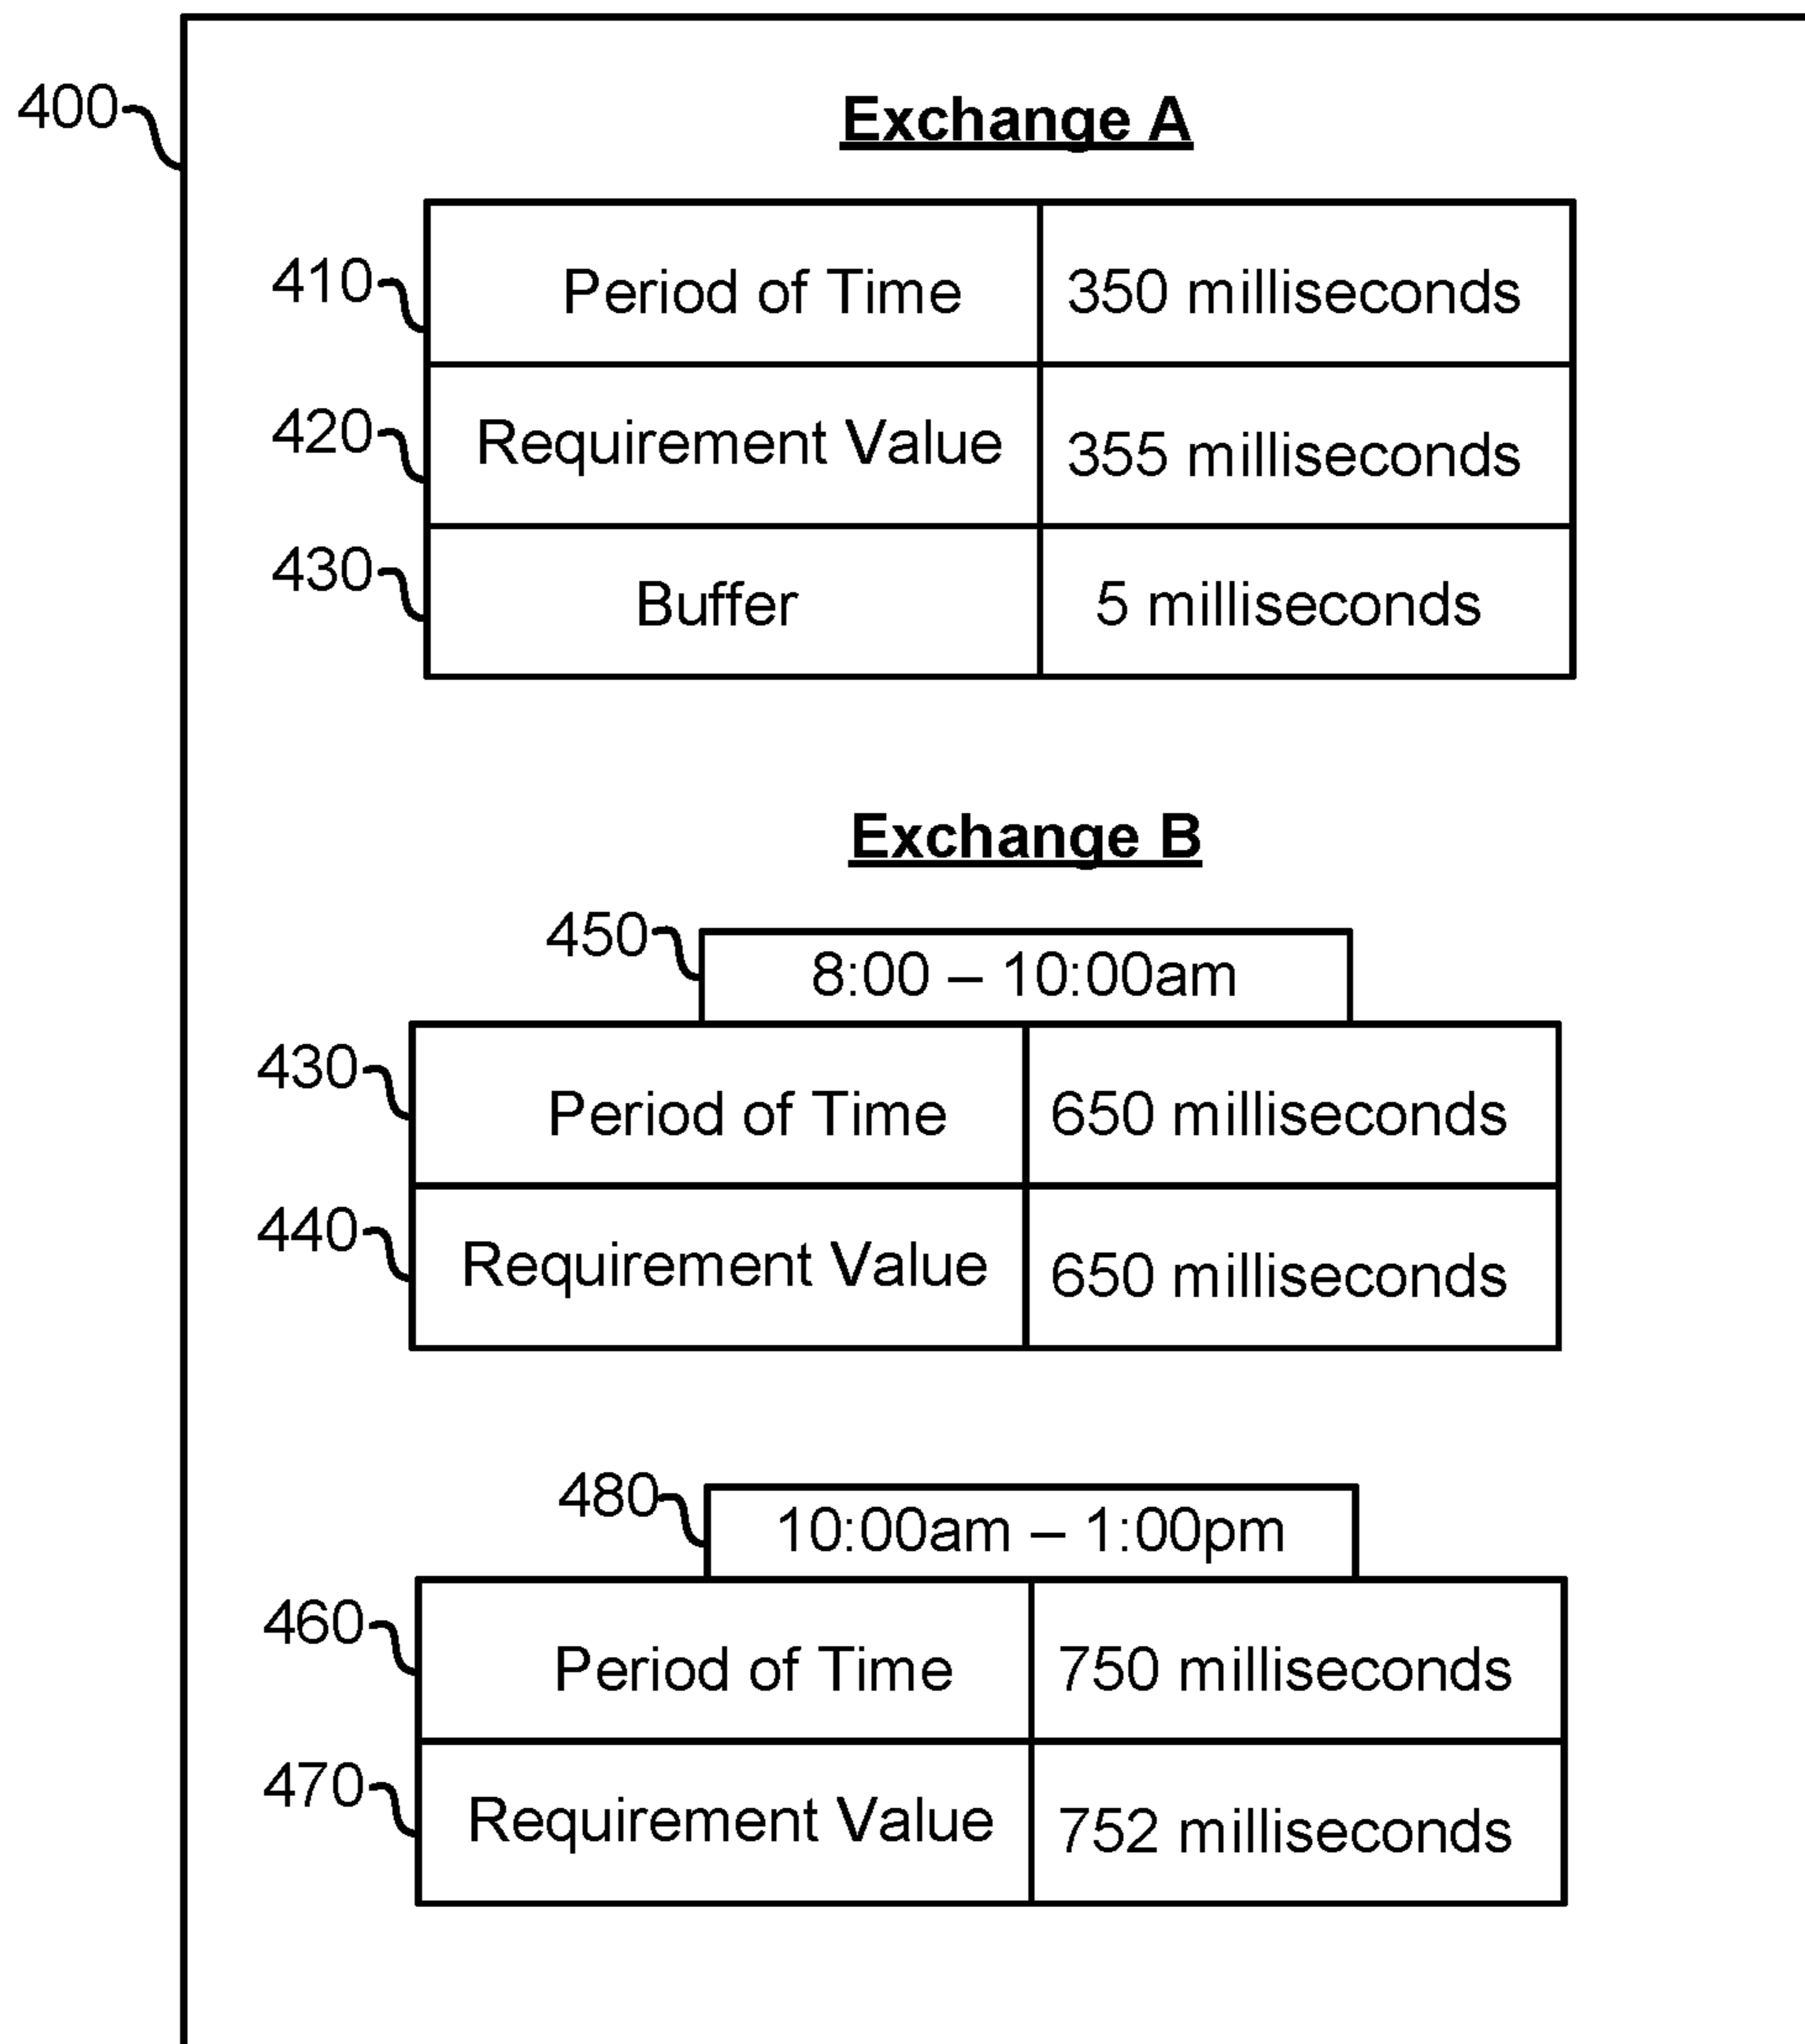 400
Exchange A
410 Period of Time 350 milliseconds
420 Requirement Value 355 milliseconds
430 Buffer 5 milliseconds
Exchange B
450 8:00 – 10:00am
430 Period of Time 650 milliseconds
440 Requirement Value 650 milliseconds
480 10:00am – 1:00pm
460 Period of Time 750 milliseconds
470 Requirement Value 752 milliseconds